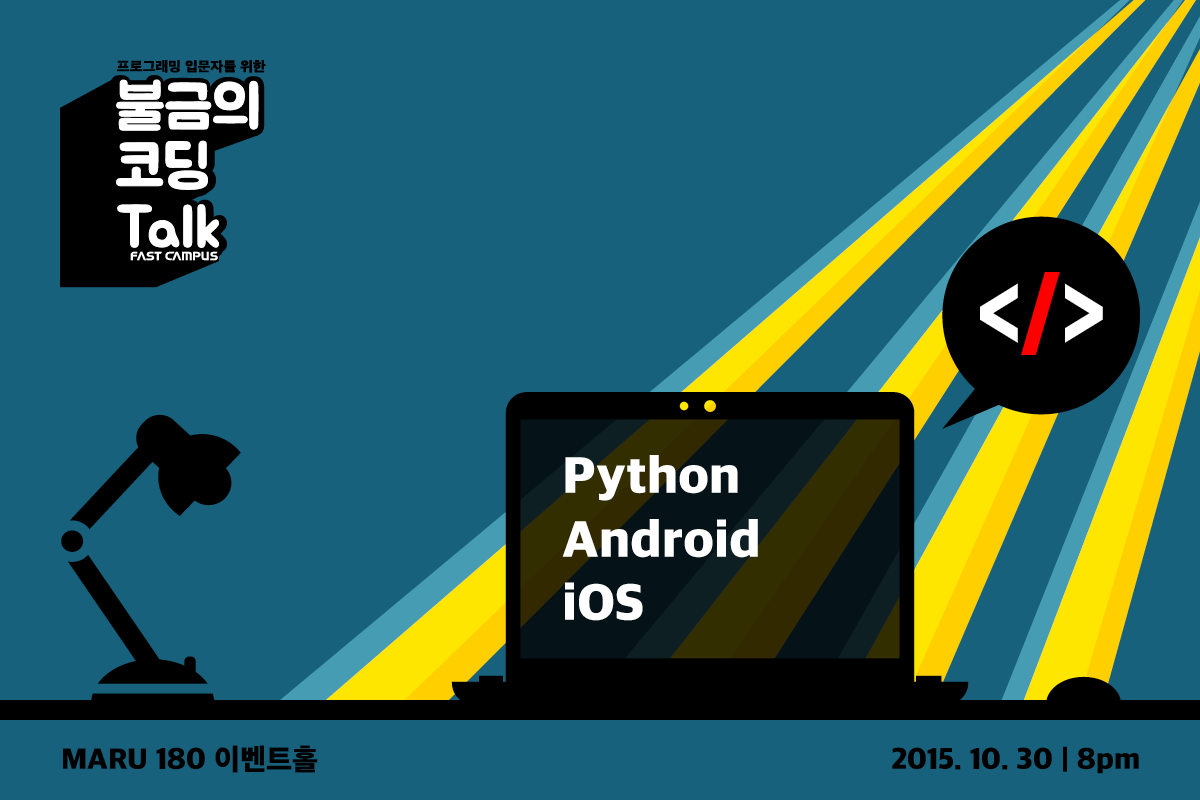 프로그래밍 입문자를 위한
불금의
코딩
Talk
FAST CAMPUS
</>
Python
Android
iOS
MARU 180 이벤트홀
2015. 10. 30 | 8pm